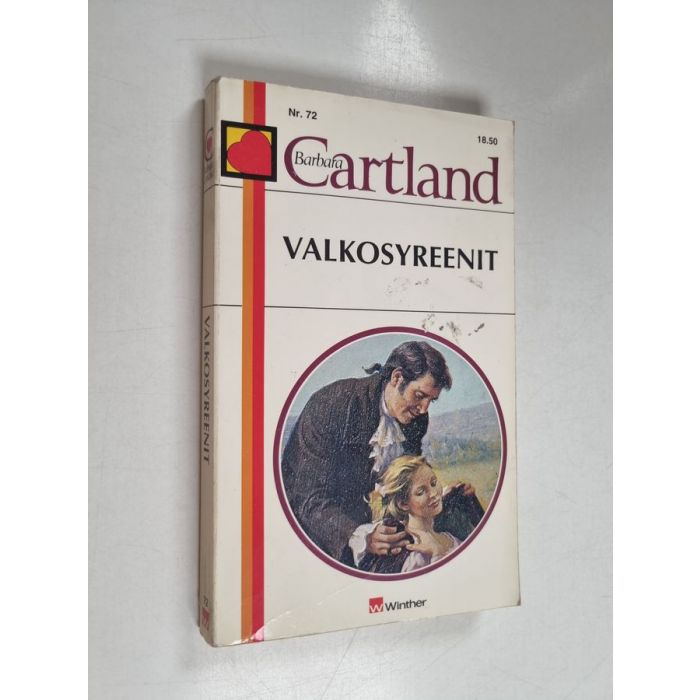 Nr. 72
18.50
Barbara
Cartland
VALKOSYREENIT
Winther
VALKOSYREENIT
72